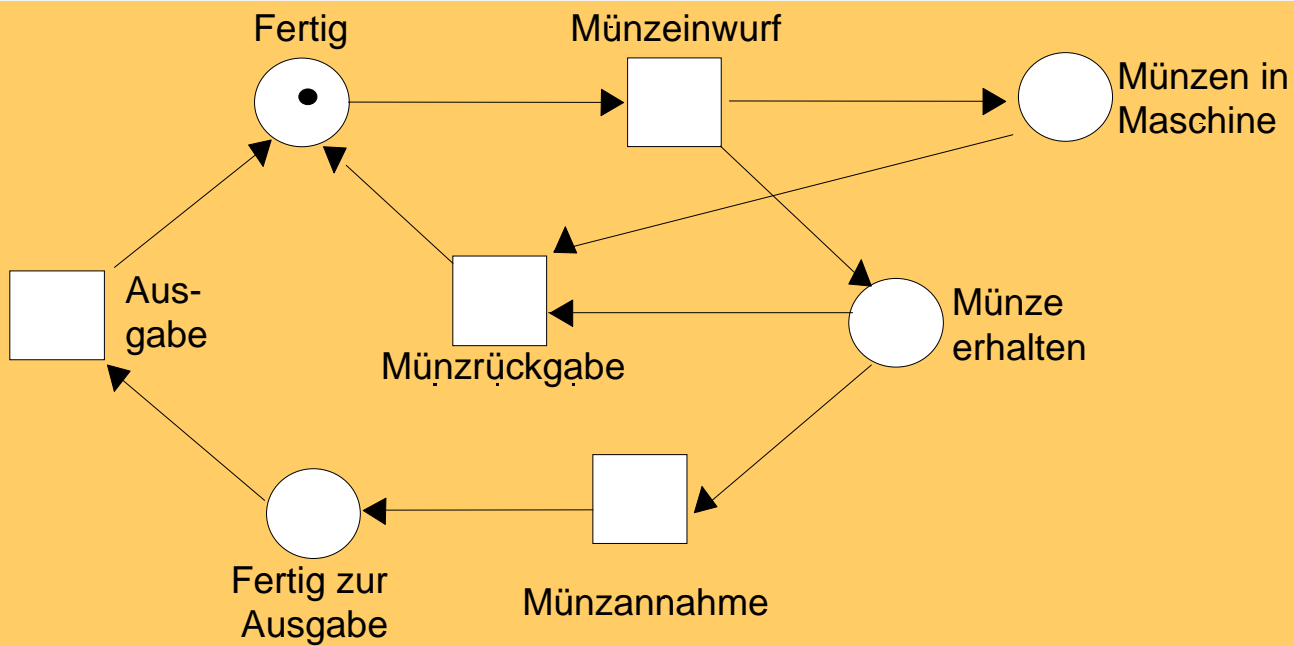 Fertig
Münzeinwurf
Münzen in
Maschine
Aus-
gabe
Münze
erhalten
Münzrückgabe
Fertig zur
Ausgabe
Münzannahme